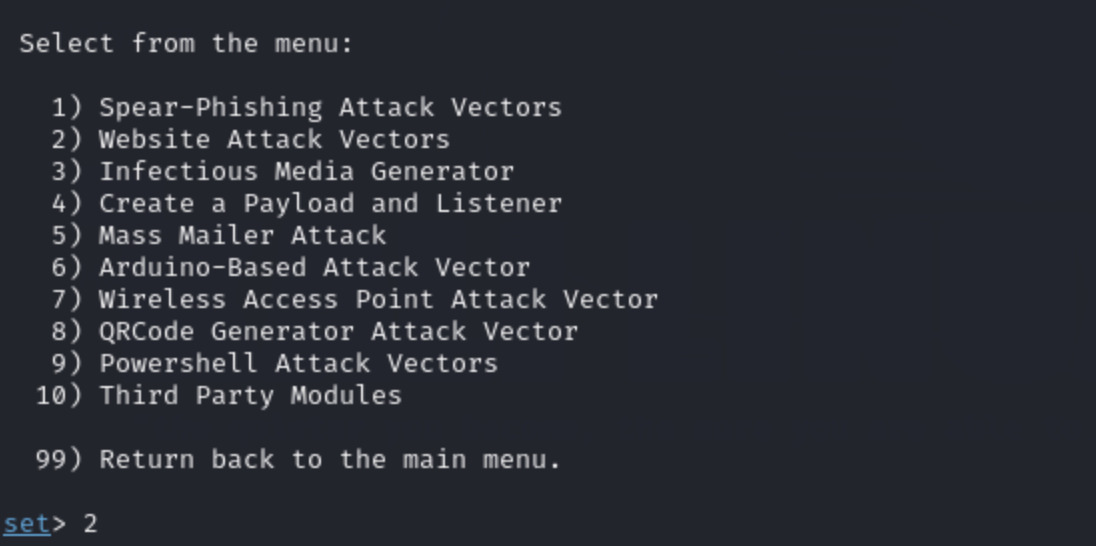 Select from the menu:
1) Spear-Phishing Attack Vectors
2) Website Attack Vectors
3) Infectious Media Generator
4) Create a Payload and Listener
5) Mass Mailer Attack
6) Arduino-Based Attack Vector
7) Wireless Access Point Attack Vector
8) QRCode Generator Attack Vector
9) Powershell Attack Vectors
10) Third Party Modules
99) Return back to the main menu.
set> 2